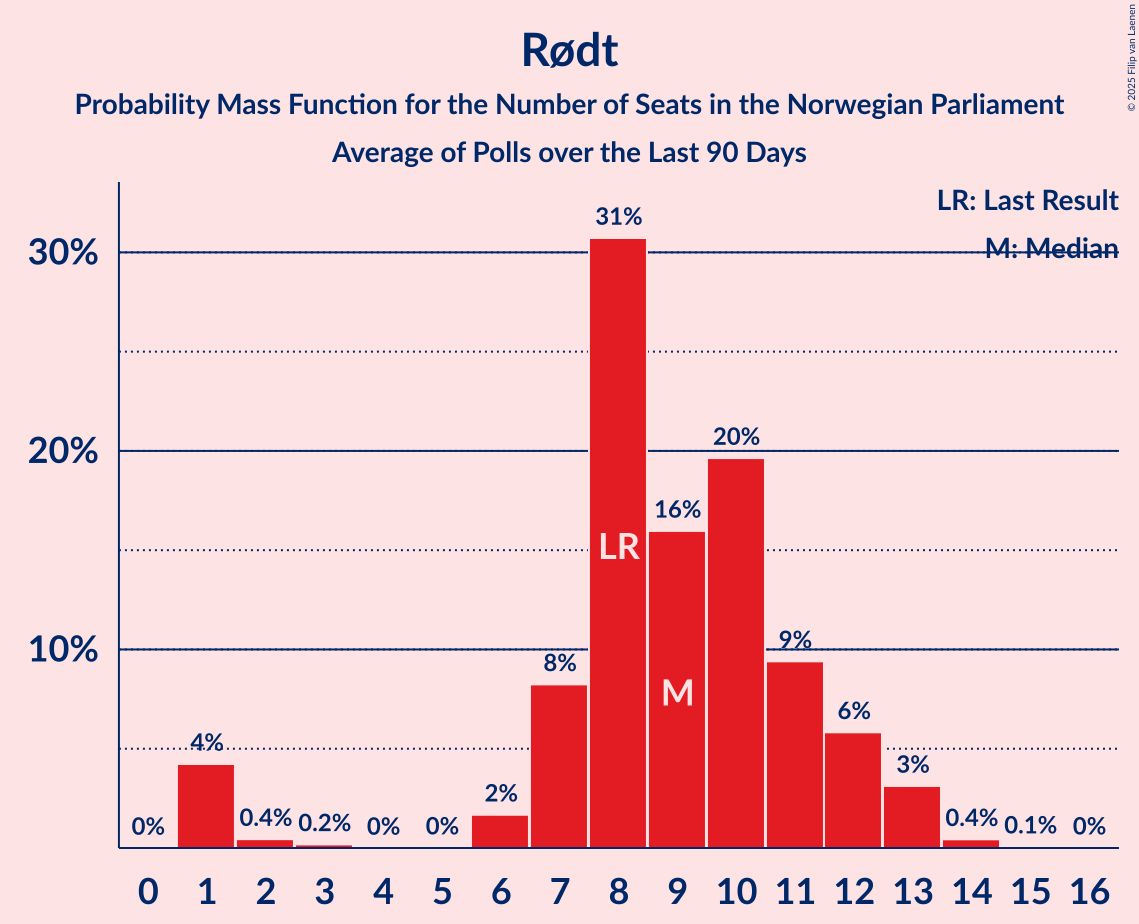 Rødt
Probability Mass Function for the Number of Seats in the Norwegian Parliament
Average of Polls over the Last 90 Days
© 2025 Filip van Laenen
LR: Last Result
M: Median
30%
20%
10%
0%
4%
0.4%
0.2%
0%
0%
2%
8%
31%
16%
20%
9%
6%
3%
0.4%
0.1%
0%
LR
M
0 1 2 3 4 5 6 7 8 9 10 11 12 13 14 15 16